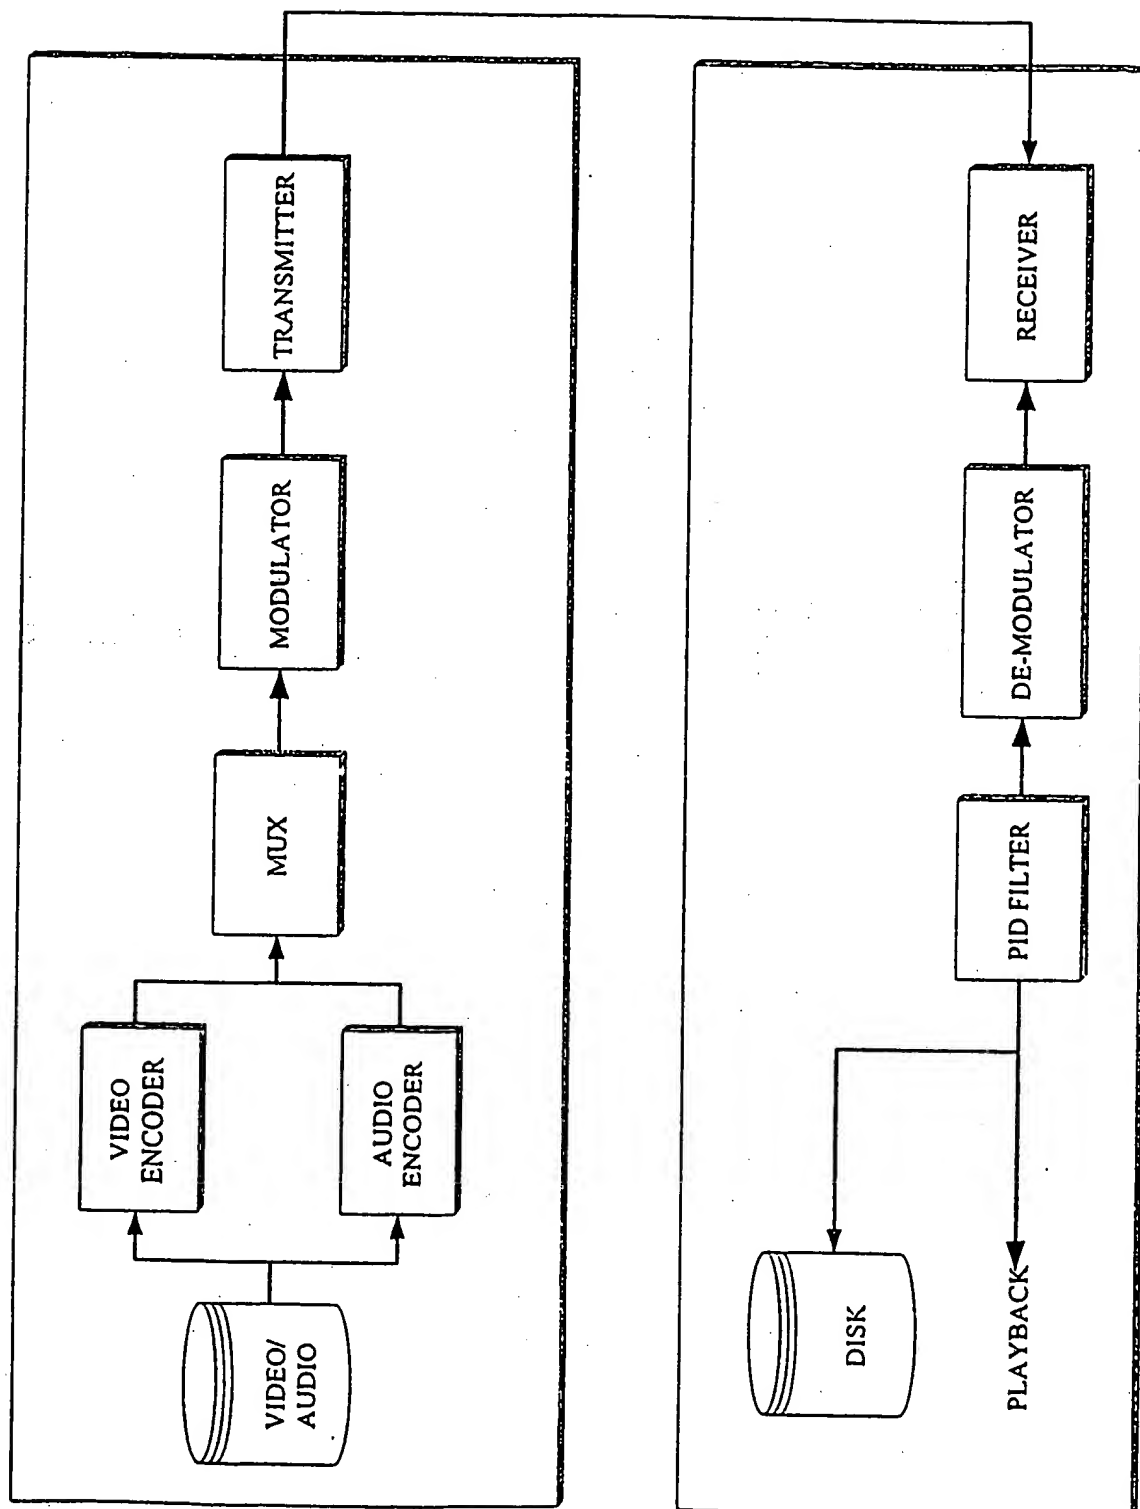 VIDEO/
AUDIO
VIDEO
ENCODER
AUDIO
ENCODER
MUX
MODULATOR
TRANSMITTER
DISK
PLAYBACK
PID FILTER
DE-MODULATOR
RECEIVER